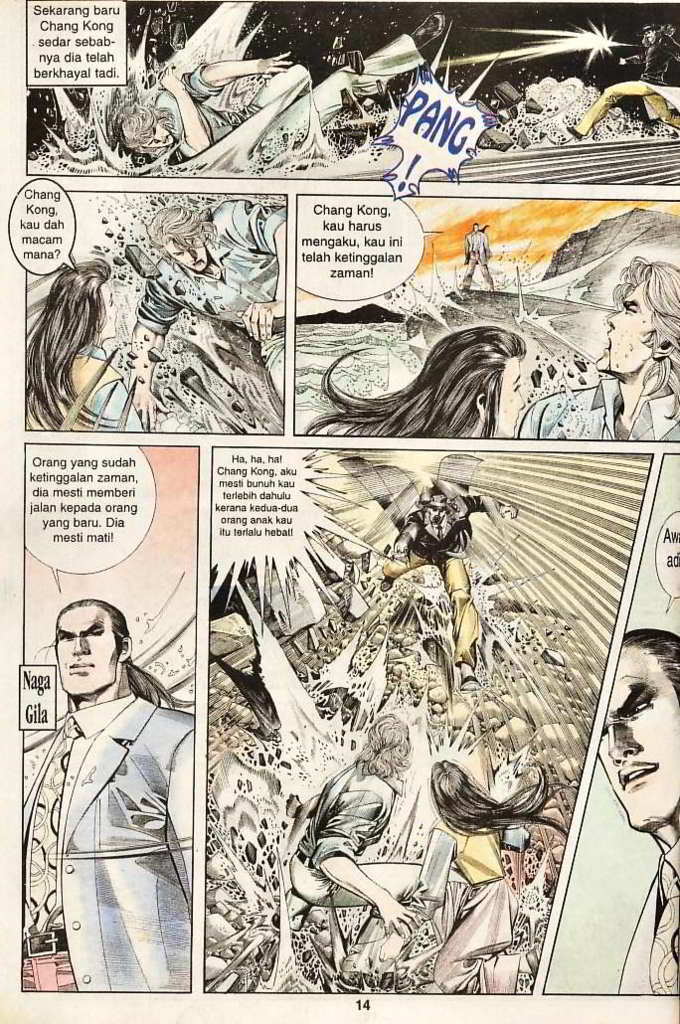 Sekarang baru
Chang Kong
sedar sebab-
nya dia telah
berkhayal tadi.
PANG
!
Chang
Kong,
kau dah
macam
mana?
Chang Kong,
kau harus
mengaku, kau ini
telah ketinggalan
zaman!
Orang yang sudah
ketinggalan zaman,
dia mesti memberi
jalan kepada orang
yang baru. Dia
mesti mati!
Naga
Gila
Ha, ha, ha!
Chang Kong, aku
mesti bunuh kau
terlebih dahulu
kerana kedua-dua
orang anak kau
itu terlalu hebat!
14